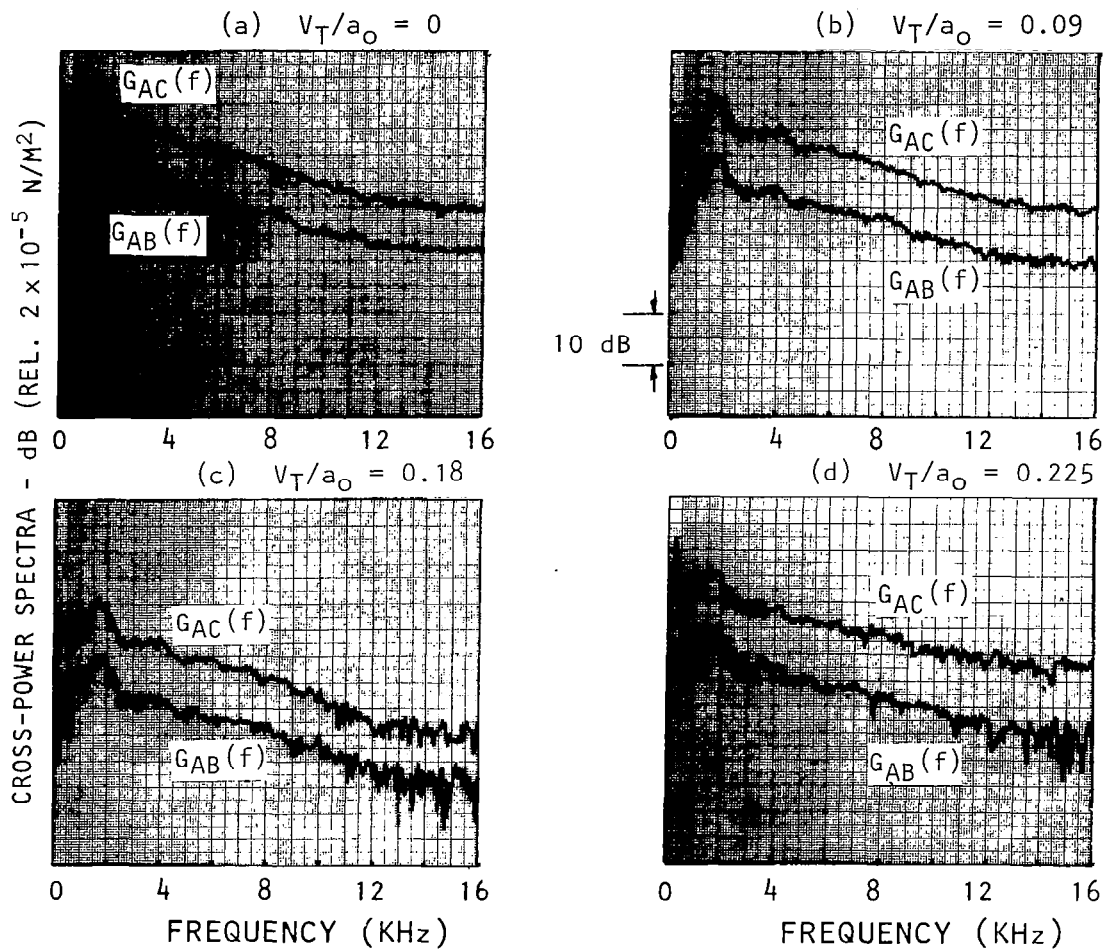 (a) V_T/a_o = 0
(b) V_T/a_o = 0.09
G_AC(f)
G_AB(f)
G_AC(f)
G_AB(f)
10 dB
0 4 8 12 16
0 4 8 12 16
CROSS-POWER SPECTRA - dB (REL. 2 x 10^-5 N/M^2)
(c) V_T/a_o = 0.18
(d) V_T/a_o = 0.225
G_AC(f)
G_AB(f)
G_AC(f)
G_AB(f)
0 4 8 12 16
0 4 8 12 16
FREQUENCY (KHz)
FREQUENCY (KHz)